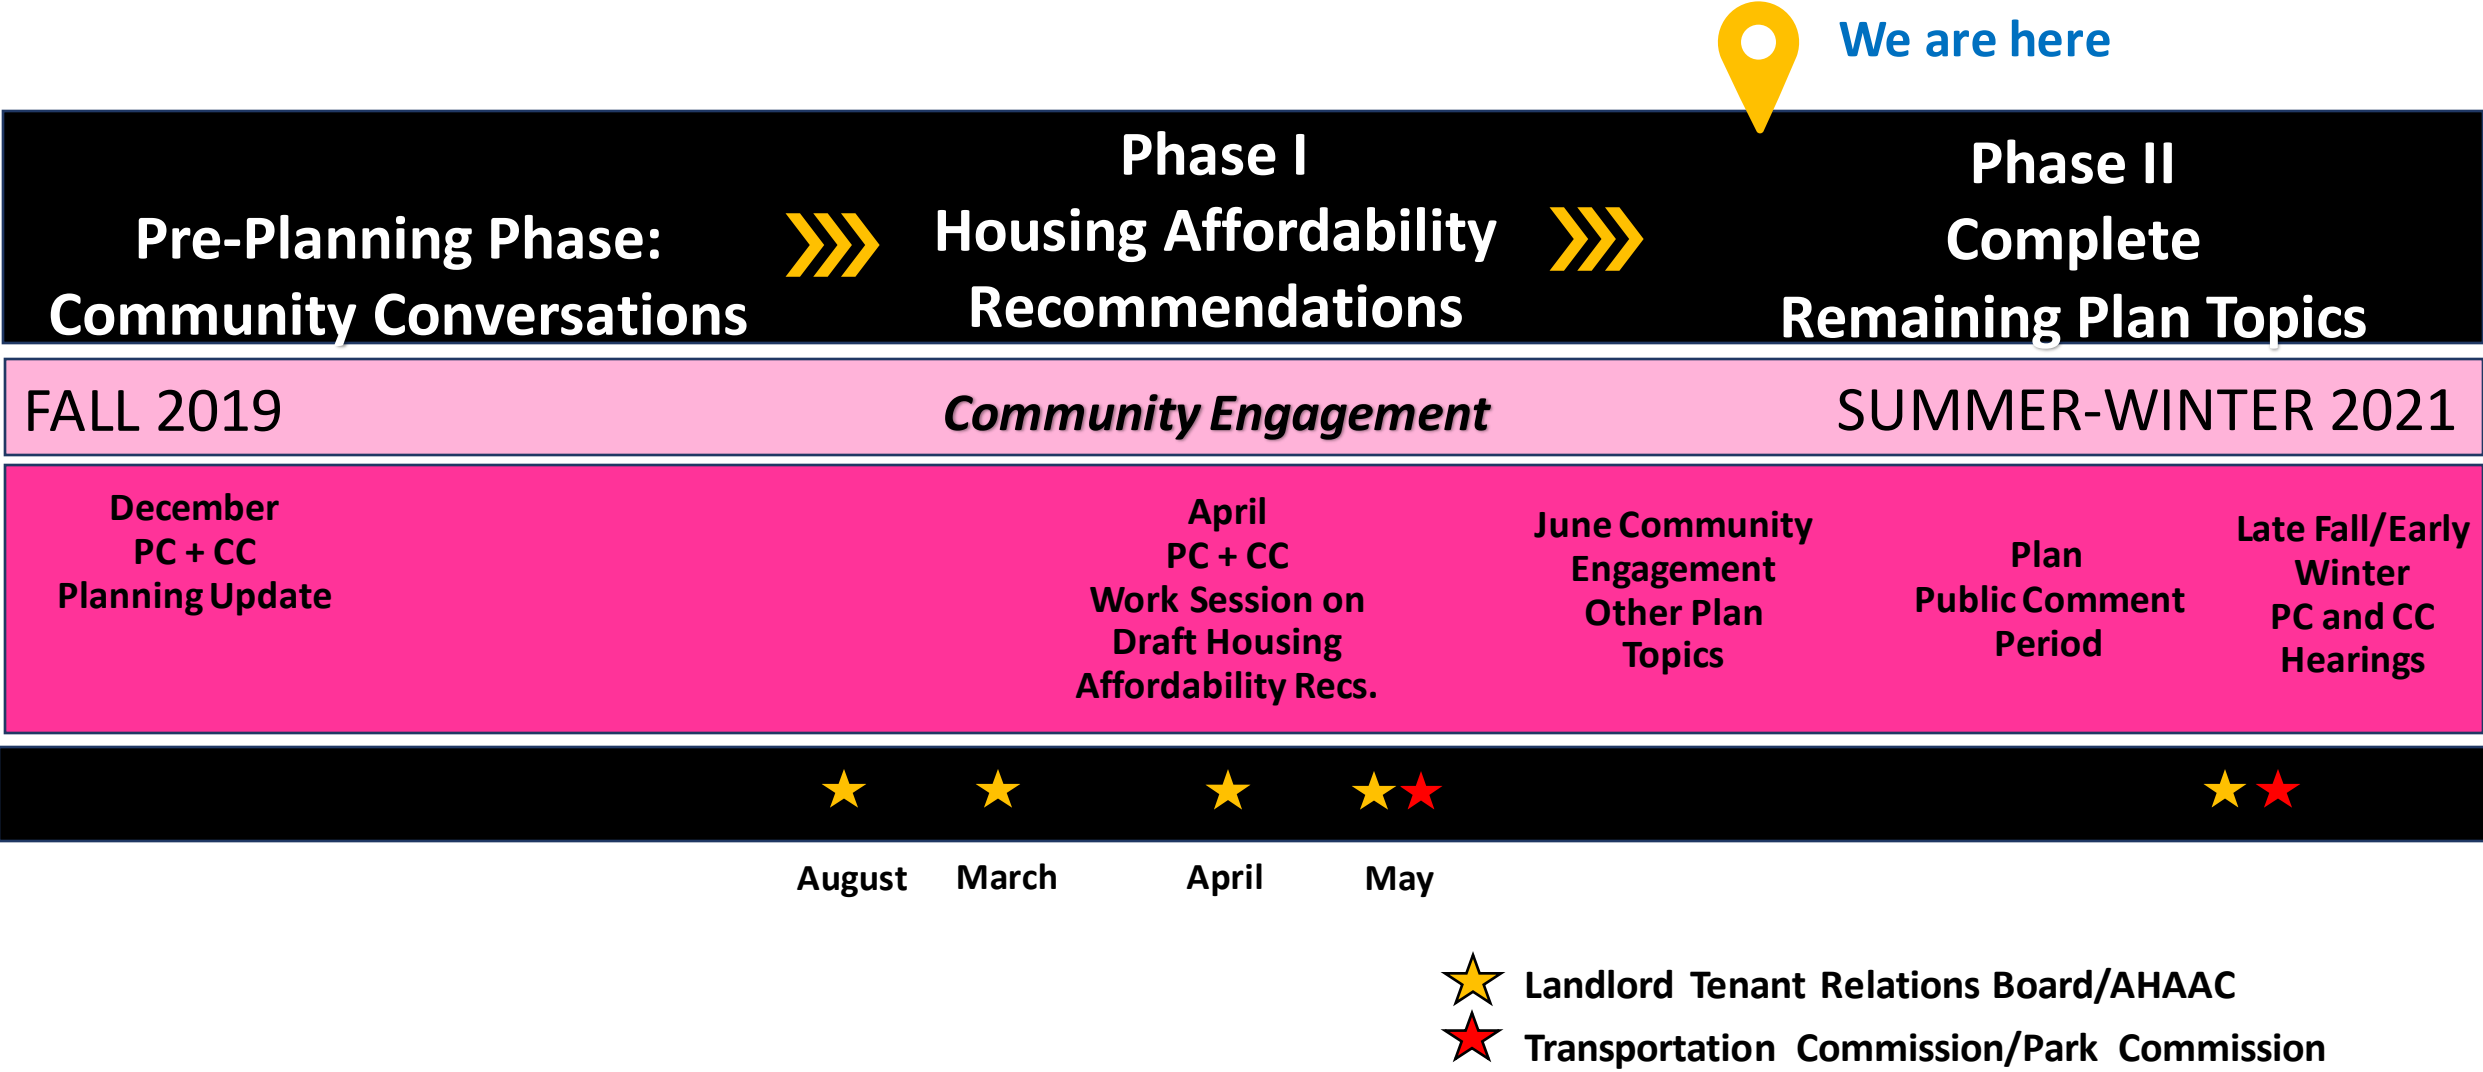 We are here
Pre-Planning Phase:
Community Conversations
Phase I
Housing Affordability
Recommendations
Phase II
Complete
Remaining Plan Topics
FALL 2019
Community Engagement
SUMMER-WINTER 2021
December
PC + CC
Planning Update
April
PC + CC
Work Session on
Draft Housing
Affordability Recs.
June Community
Engagement
Other Plan
Topics
Plan
Public Comment
Period
Late Fall/Early
Winter
PC and CC
Hearings
August
March
April
May
Landlord Tenant Relations Board/AHAAC
Transportation Commission/Park Commission